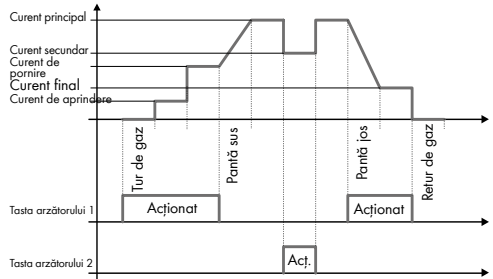 Curent principal
Curent secundar
Curent de
pornire
Curent final
Curent de aprindere
Tur de gaz
Pantă sus
Pantă jos
Retur de gaz
Tasta arzătorului 1
Acționat
Acționat
Tasta arzătorului 2
Acț.